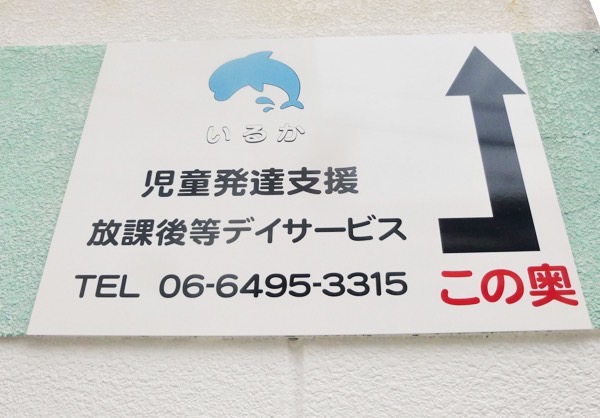 いるか
児童発達支援
放課後等デイサービス
TEL 06-6495-3315
この奥